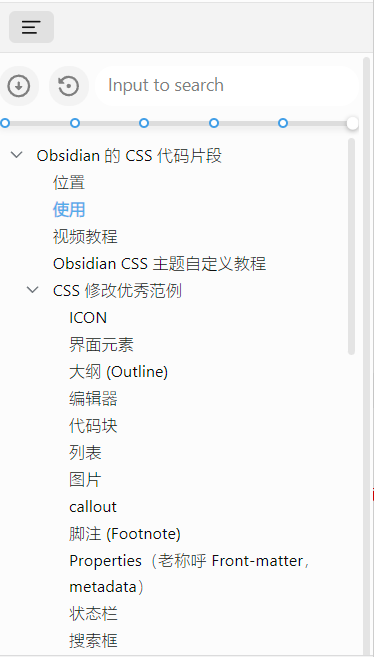 Input to search
Obsidian 的 CSS 代码片段
位置
使用
视频教程
Obsidian CSS 主题自定义教程
CSS 修改优秀范例
ICON
界面元素
大纲 (Outline)
编辑器
代码块
列表
图片
callout
脚注 (Footnote)
Properties（老称呼 Front-matter，
metadata）
状态栏
搜索框